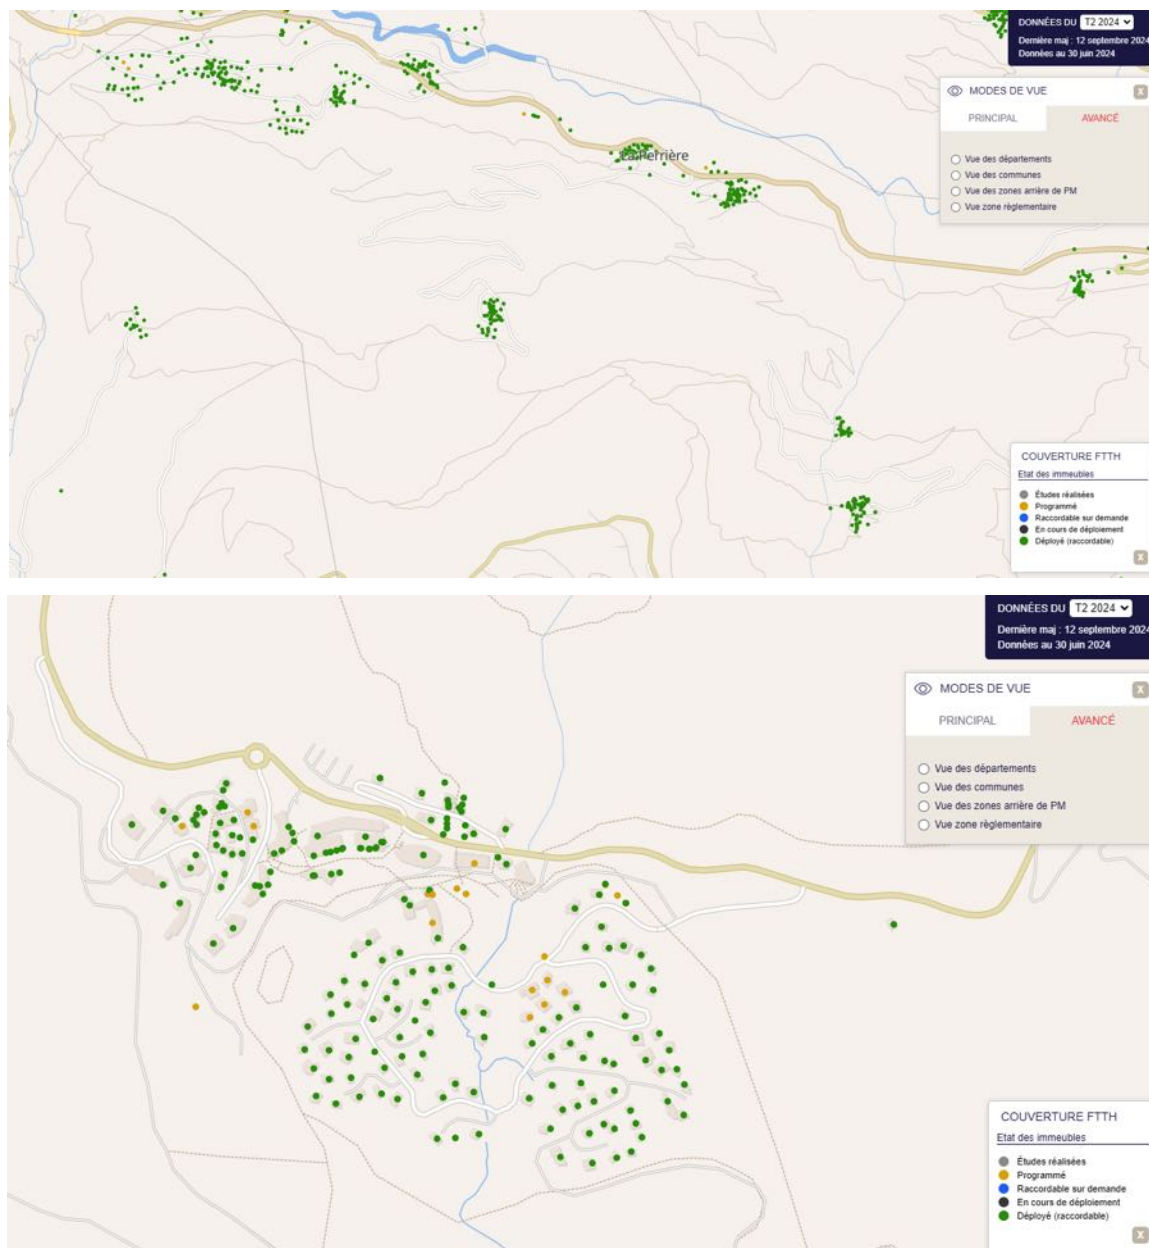 DONNÉES DU T2 2024
Dernière maj : 12 septembre 2024
Données au 30 juin 2024
MODES DE VUE X
PRINCIPAL AVANCÉ
La Perrière
Vue des départements
Vue des communes
Vue des zones arrière de PM
Vue zone règlementaire
COUVERTURE FTTH
Etat des immeubles
Études réalisées
Programmé
Raccordable sur demande
En cours de déploiement
Déployé (raccordable)
X
DONNÉES DU T2 2024
Dernière maj : 12 septembre 2024
Données au 30 juin 2024
MODES DE VUE X
PRINCIPAL AVANCÉ
Vue des départements
Vue des communes
Vue des zones arrière de PM
Vue zone règlementaire
COUVERTURE FTTH
Etat des immeubles
Études réalisées
Programmé
Raccordable sur demande
En cours de déploiement
Déployé (raccordable)
X